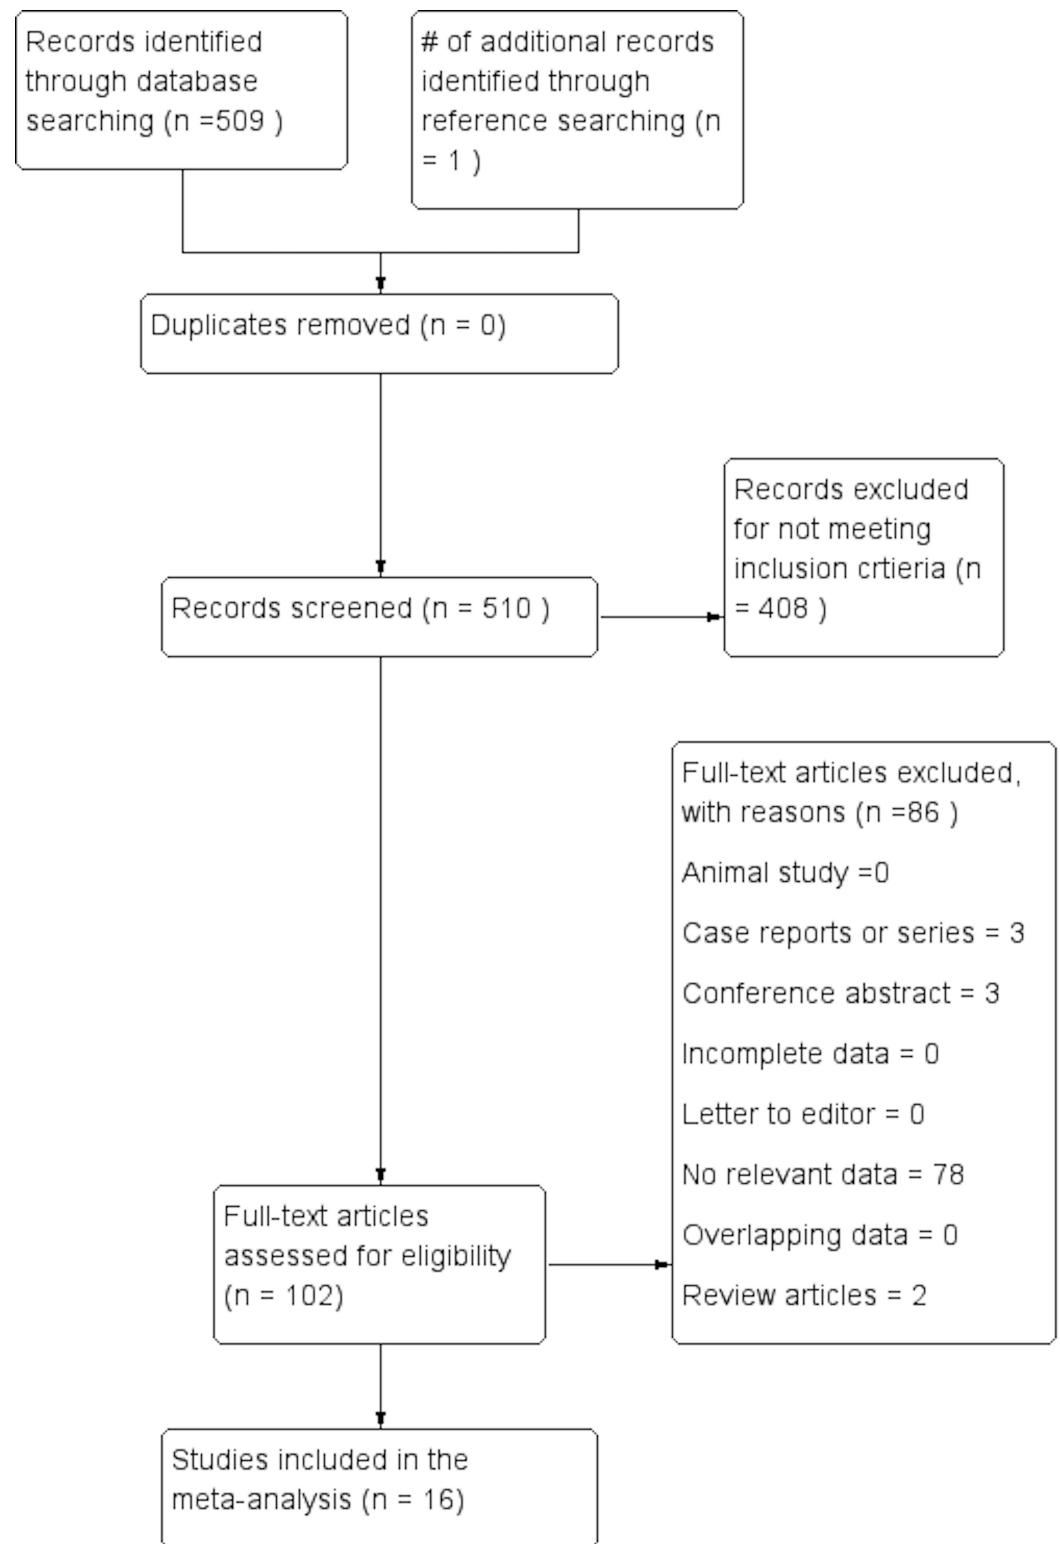 Records identified
through database
searching (n =509 )
# of additional records
identified through
reference searching (n
= 1 )
Duplicates removed (n = 0)
Records excluded
for not meeting
inclusion crtieria (n
= 408 )
Records screened (n = 510 )
Full-text articles excluded,
with reasons (n =86 )
Animal study =0
Case reports or series = 3
Conference abstract = 3
Incomplete data = 0
Letter to editor = 0
No relevant data = 78
Overlapping data = 0
Review articles = 2
Full-text articles
assessed for eligibility
(n = 102)
Studies included in the
meta-analysis (n = 16)